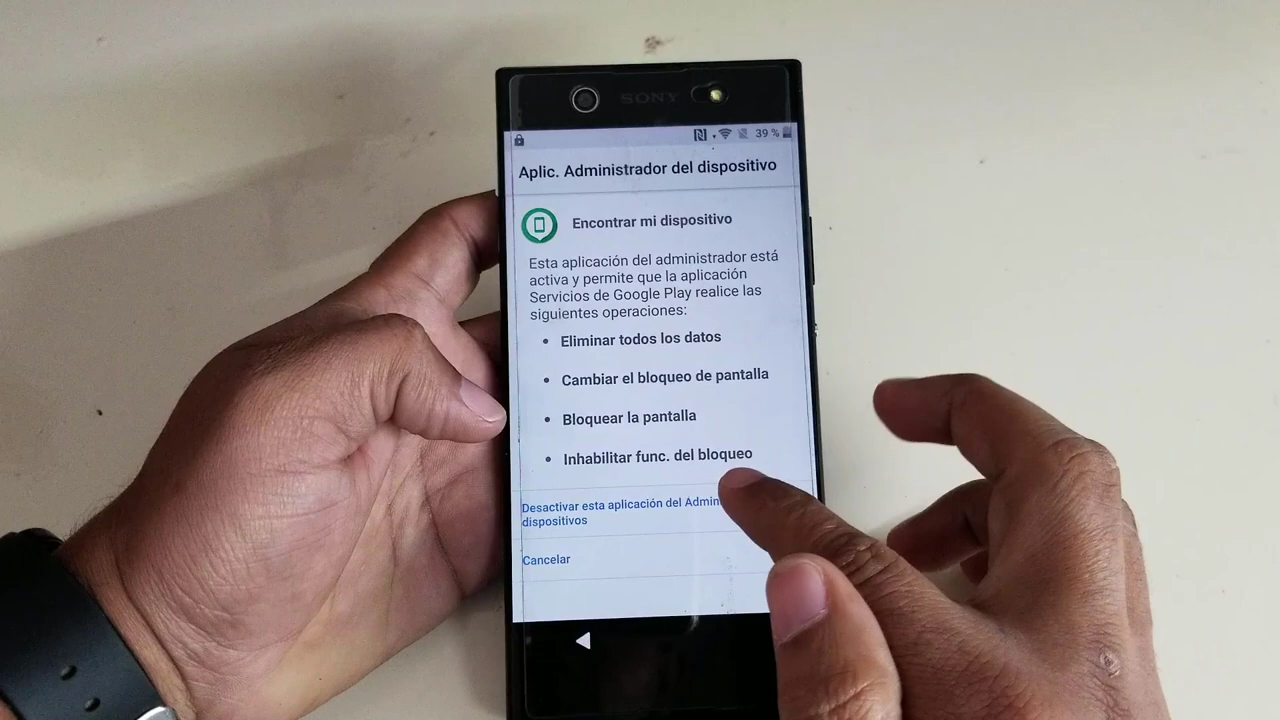 SONY
39 %
Aplic. Administrador del dispositivo
Encontrar mi dispositivo
Esta aplicación del administrador está
activa y permite que la aplicación
Servicios de Google Play realice las
siguientes operaciones:
• Eliminar todos los datos
• Cambiar el bloqueo de pantalla
• Bloquear la pantalla
• Inhabilitar func. del bloqueo
Desactivar esta aplicación del
dispositivos
Cancelar